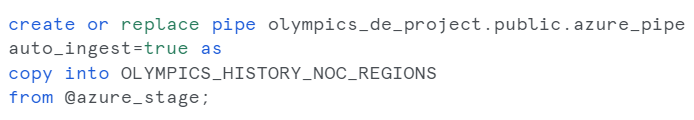 create or replace pipe olympics_de_project.public.azure_pipe
auto_ingest=true as
copy into OLYMPICS_HISTORY_NOC_REGIONS
from @azure_stage;